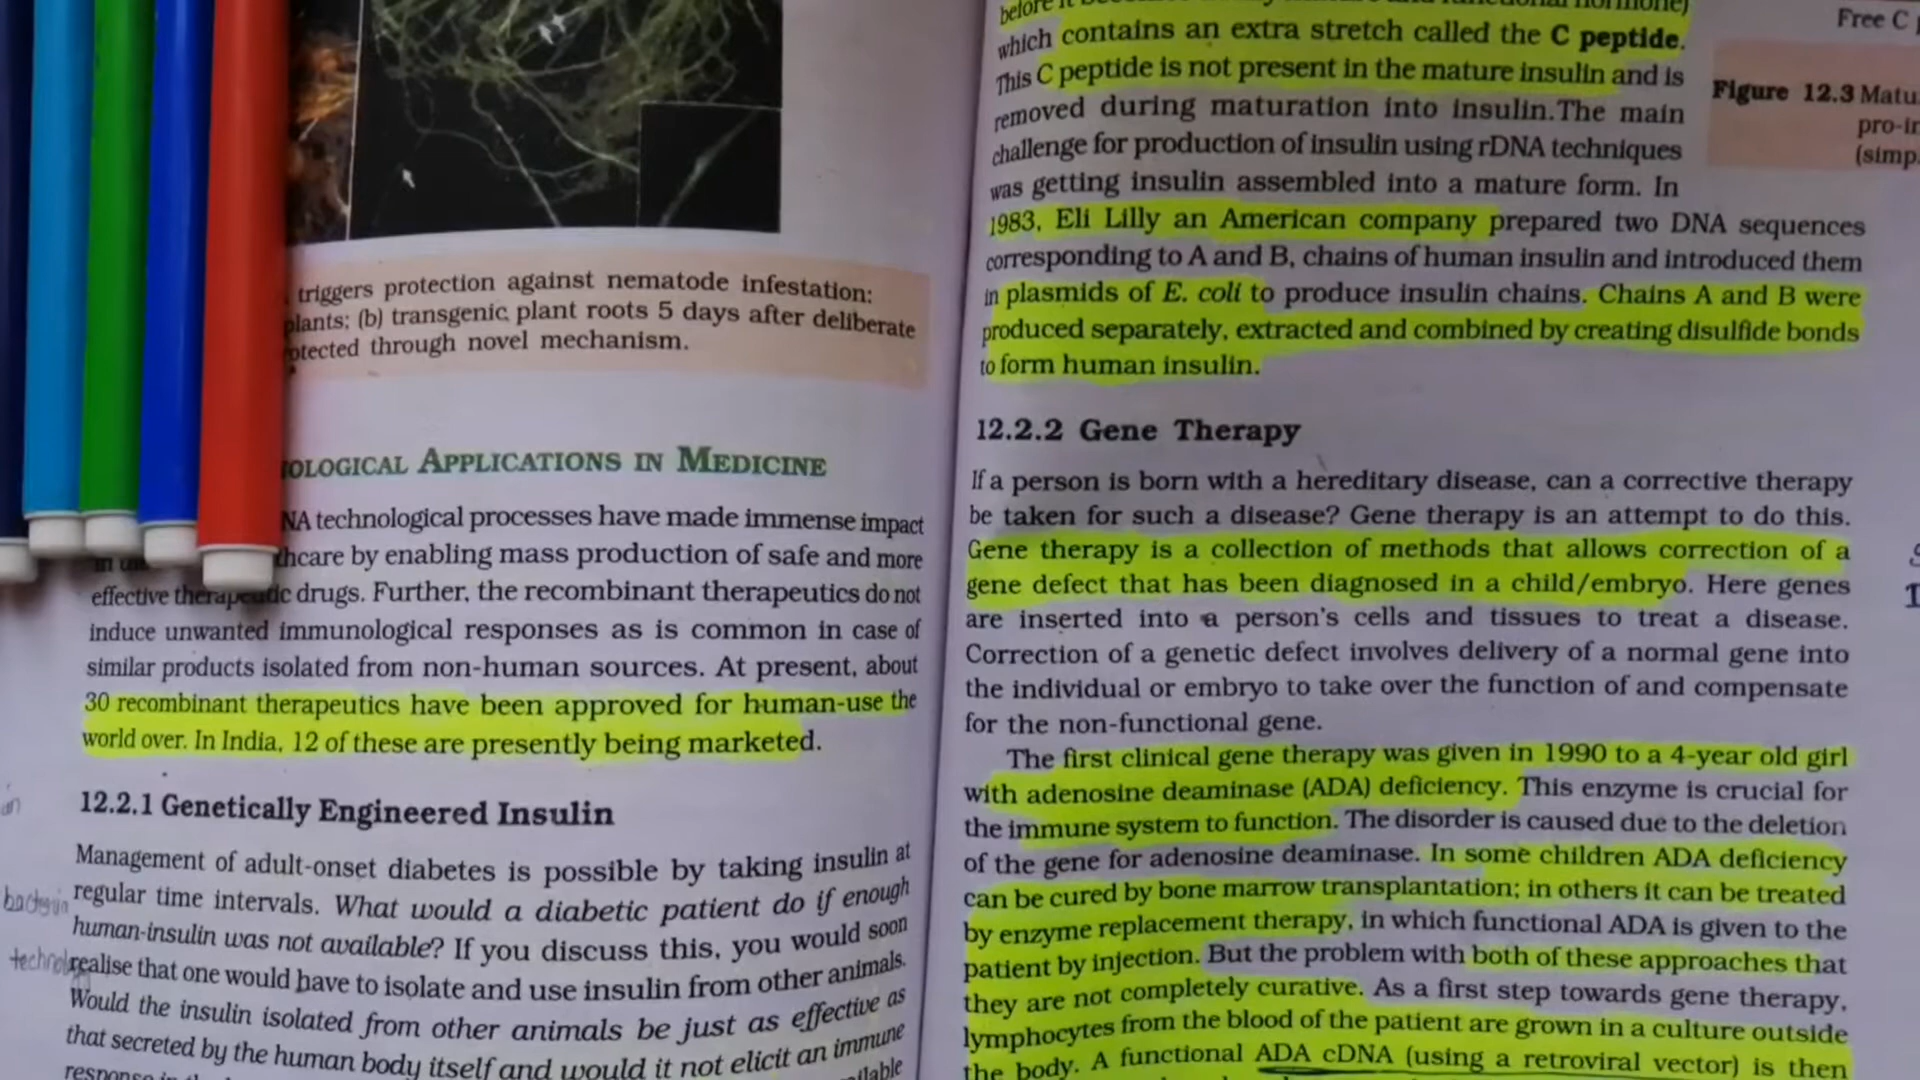 triggers protection against nematode infestation:
plants; (b) transgenic plant roots 5 days after deliberate
otected through novel mechanism.
OLOGICAL APPLICATIONS IN MEDICINE
NA technological processes have made immense impact
hcare by enabling mass production of safe and more
effective therapeutic drugs. Further, the recombinant therapeutics do not
induce unwanted immunological responses as is common in case of
similar products isolated from non-human sources. At present, about
30 recombinant therapeutics have been approved for human-use the
world over. In India, 12 of these are presently being marketed.
12.2.1 Genetically Engineered Insulin
Management of adult-onset diabetes is possible by taking insulin at
regular time intervals. What would a diabetic patient do if enough
human-insulin was not available? If you discuss this, you would soon
realise that one would have to isolate and use insulin from other animals.
Would the insulin isolated from other animals be just as effective as
that secreted by the human body itself and would it not elicit an immune
which contains an extra stretch called the C peptide.
This C peptide is not present in the mature insulin and is
removed during maturation into insulin.The main
challenge for production of insulin using rDNA techniques
was getting insulin assembled into a mature form. In
1983, Eli Lilly an American company prepared two DNA sequences
corresponding to A and B, chains of human insulin and introduced them
in plasmids of E. coli to produce insulin chains. Chains A and B were
produced separately, extracted and combined by creating disulfide bonds
to form human insulin.
12.2.2 Gene Therapy
If a person is born with a hereditary disease, can a corrective therapy
be taken for such a disease? Gene therapy is an attempt to do this.
Gene therapy is a collection of methods that allows correction of a
gene defect that has been diagnosed in a child/embryo. Here genes
are inserted into a person's cells and tissues to treat a disease.
Correction of a genetic defect involves delivery of a normal gene into
the individual or embryo to take over the function of and compensate
for the non-functional gene.
The first clinical gene therapy was given in 1990 to a 4-year old girl
with adenosine deaminase (ADA) deficiency. This enzyme is crucial for
the immune system to function. The disorder is caused due to the deletion
of the gene for adenosine deaminase. In some children ADA deficiency
can be cured by bone marrow transplantation; in others it can be treated
by enzyme replacement therapy, in which functional ADA is given to the
patient by injection. But the problem with both of these approaches that
they are not completely curative. As a first step towards gene therapy,
lymphocytes from the blood of the patient are grown in a culture outside
the body. A functional ADA cDNA (using a retroviral vector) is then
Free C
Figure 12.3 Matu
pro-in
(simp